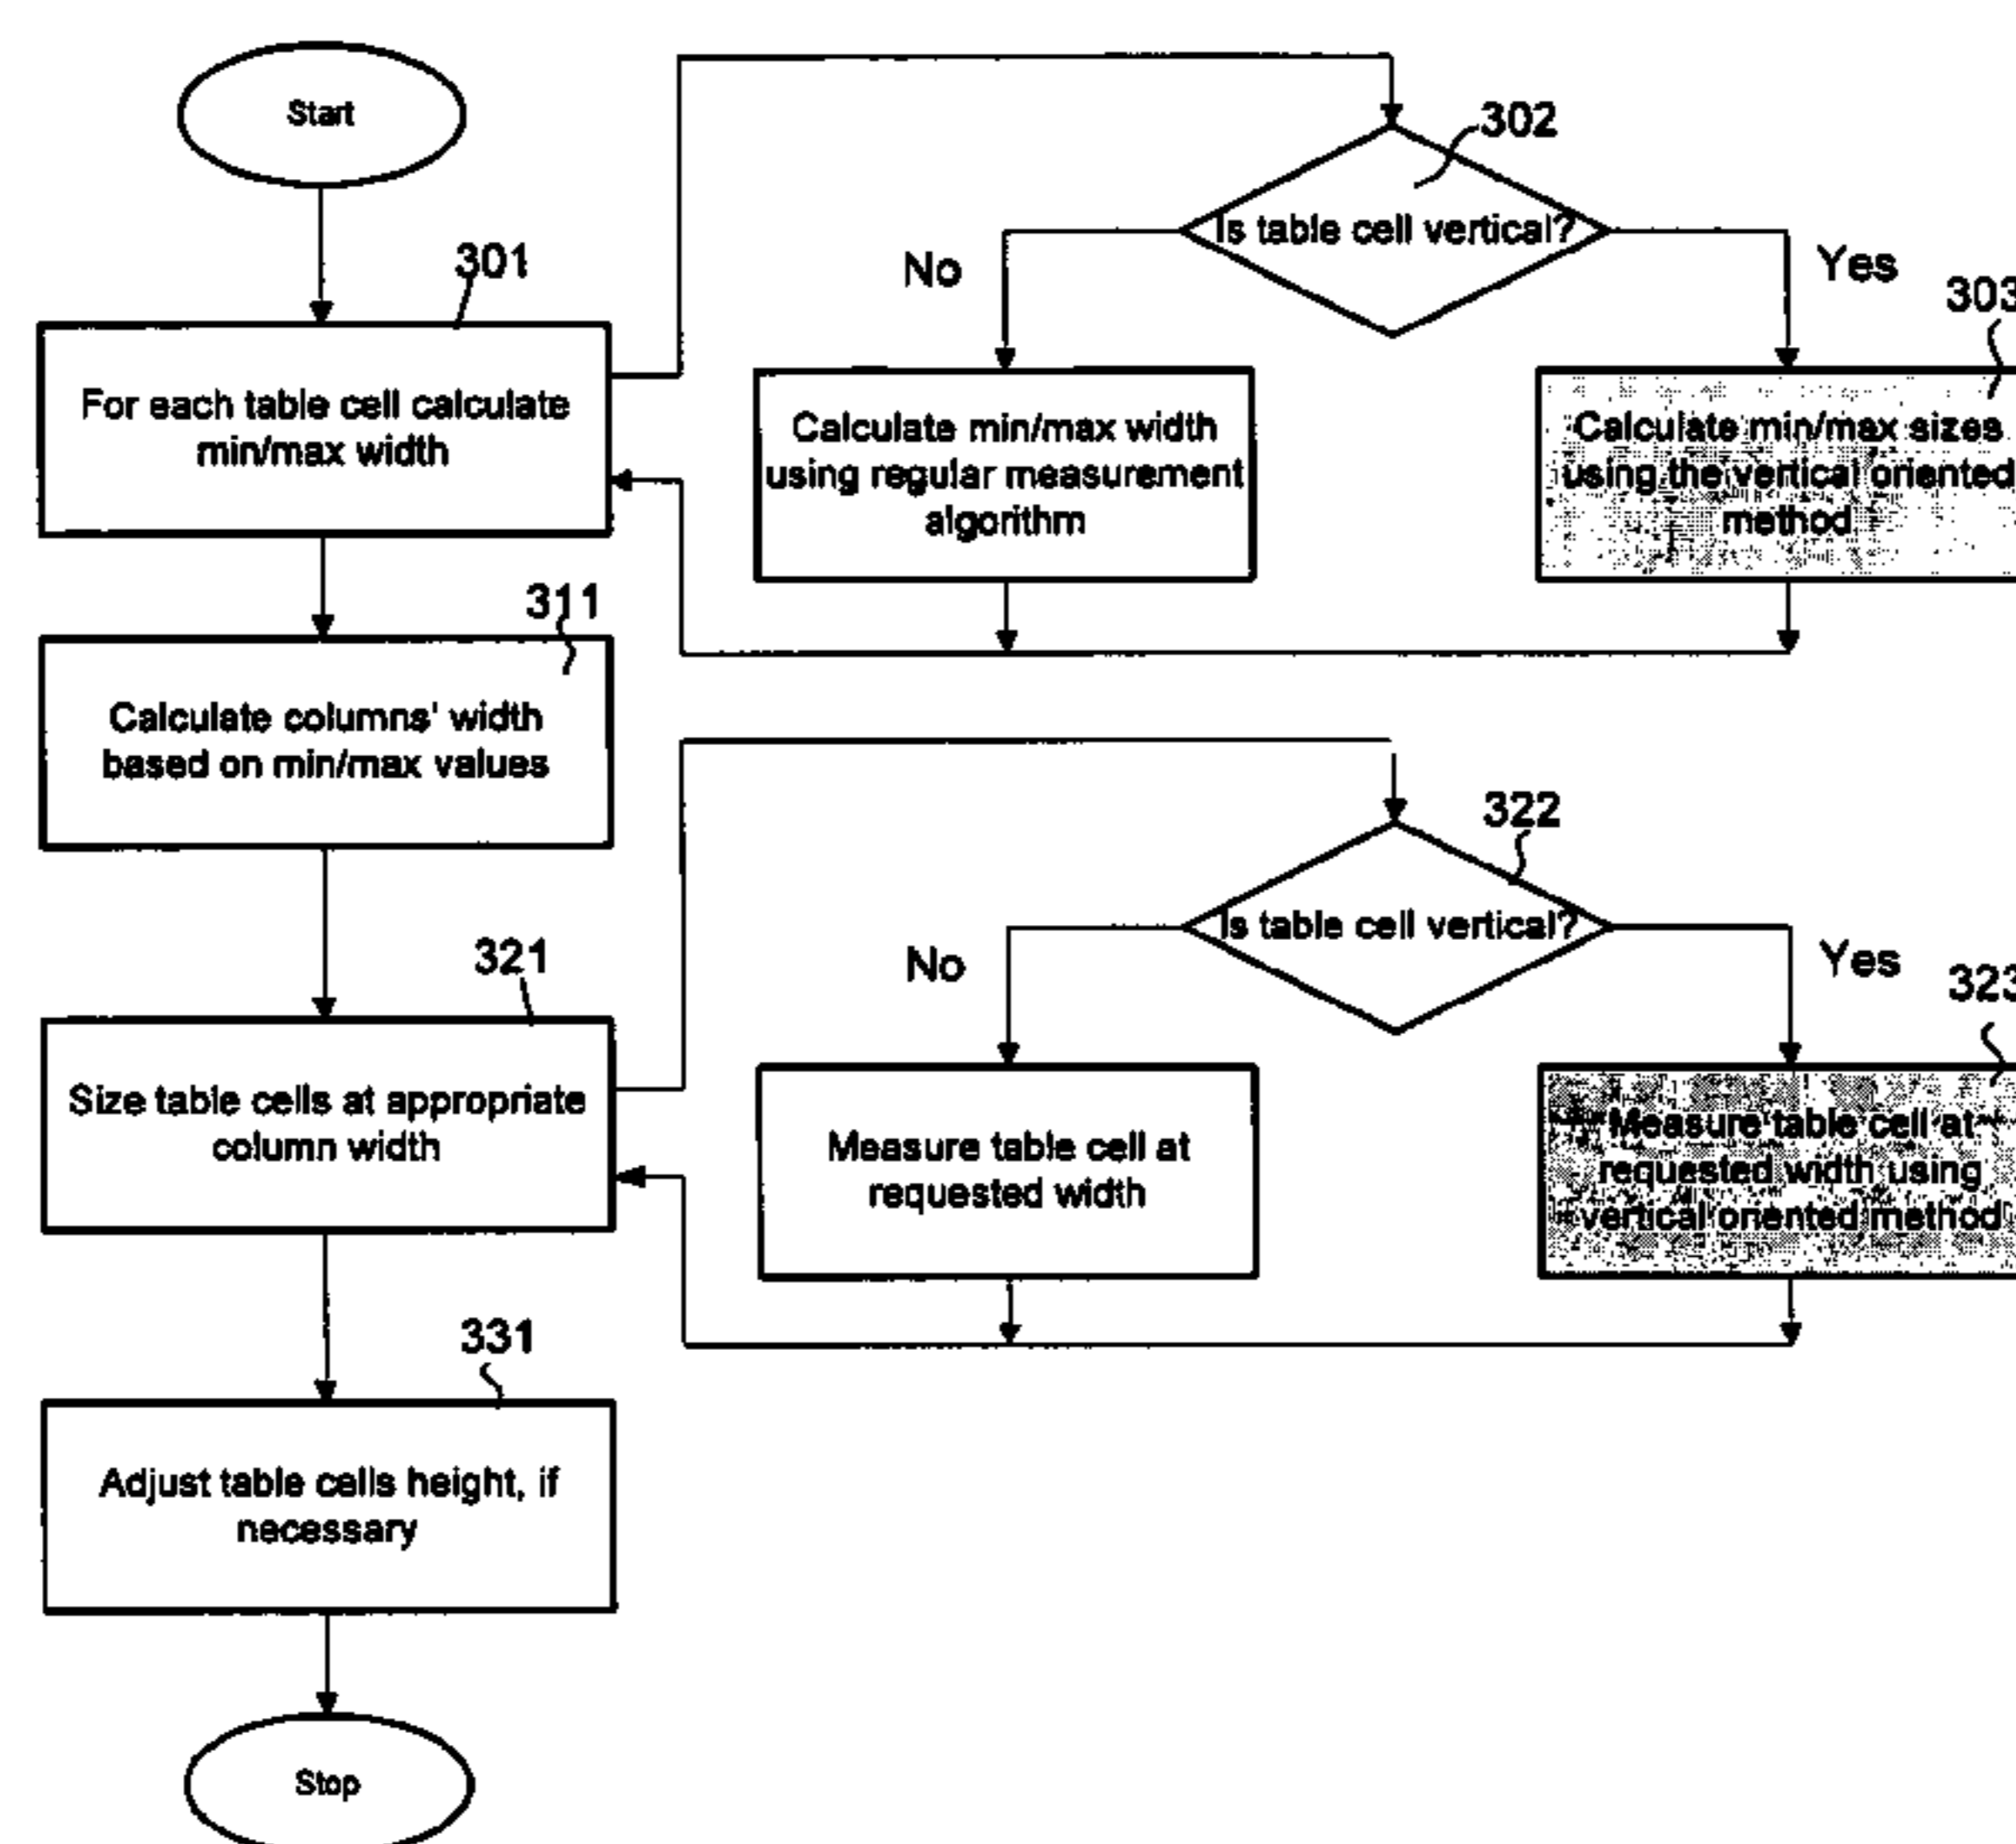 Start
301
For each table cell calculate
min/max width
302
Is table cell vertical?
No
Yes
303
Calculate min/max width
using regular measurement
algorithm
Calculate min/max sizes
using the vertical oriented
method
311
Calculate columns' width
based on min/max values
322
Is table cell vertical?
No
Yes
323
321
Size table cells at appropriate
column width
Measure table cell at
requested width
Measure table cell at
requested width using
vertical oriented method
331
Adjust table cells height, if
necessary
Stop